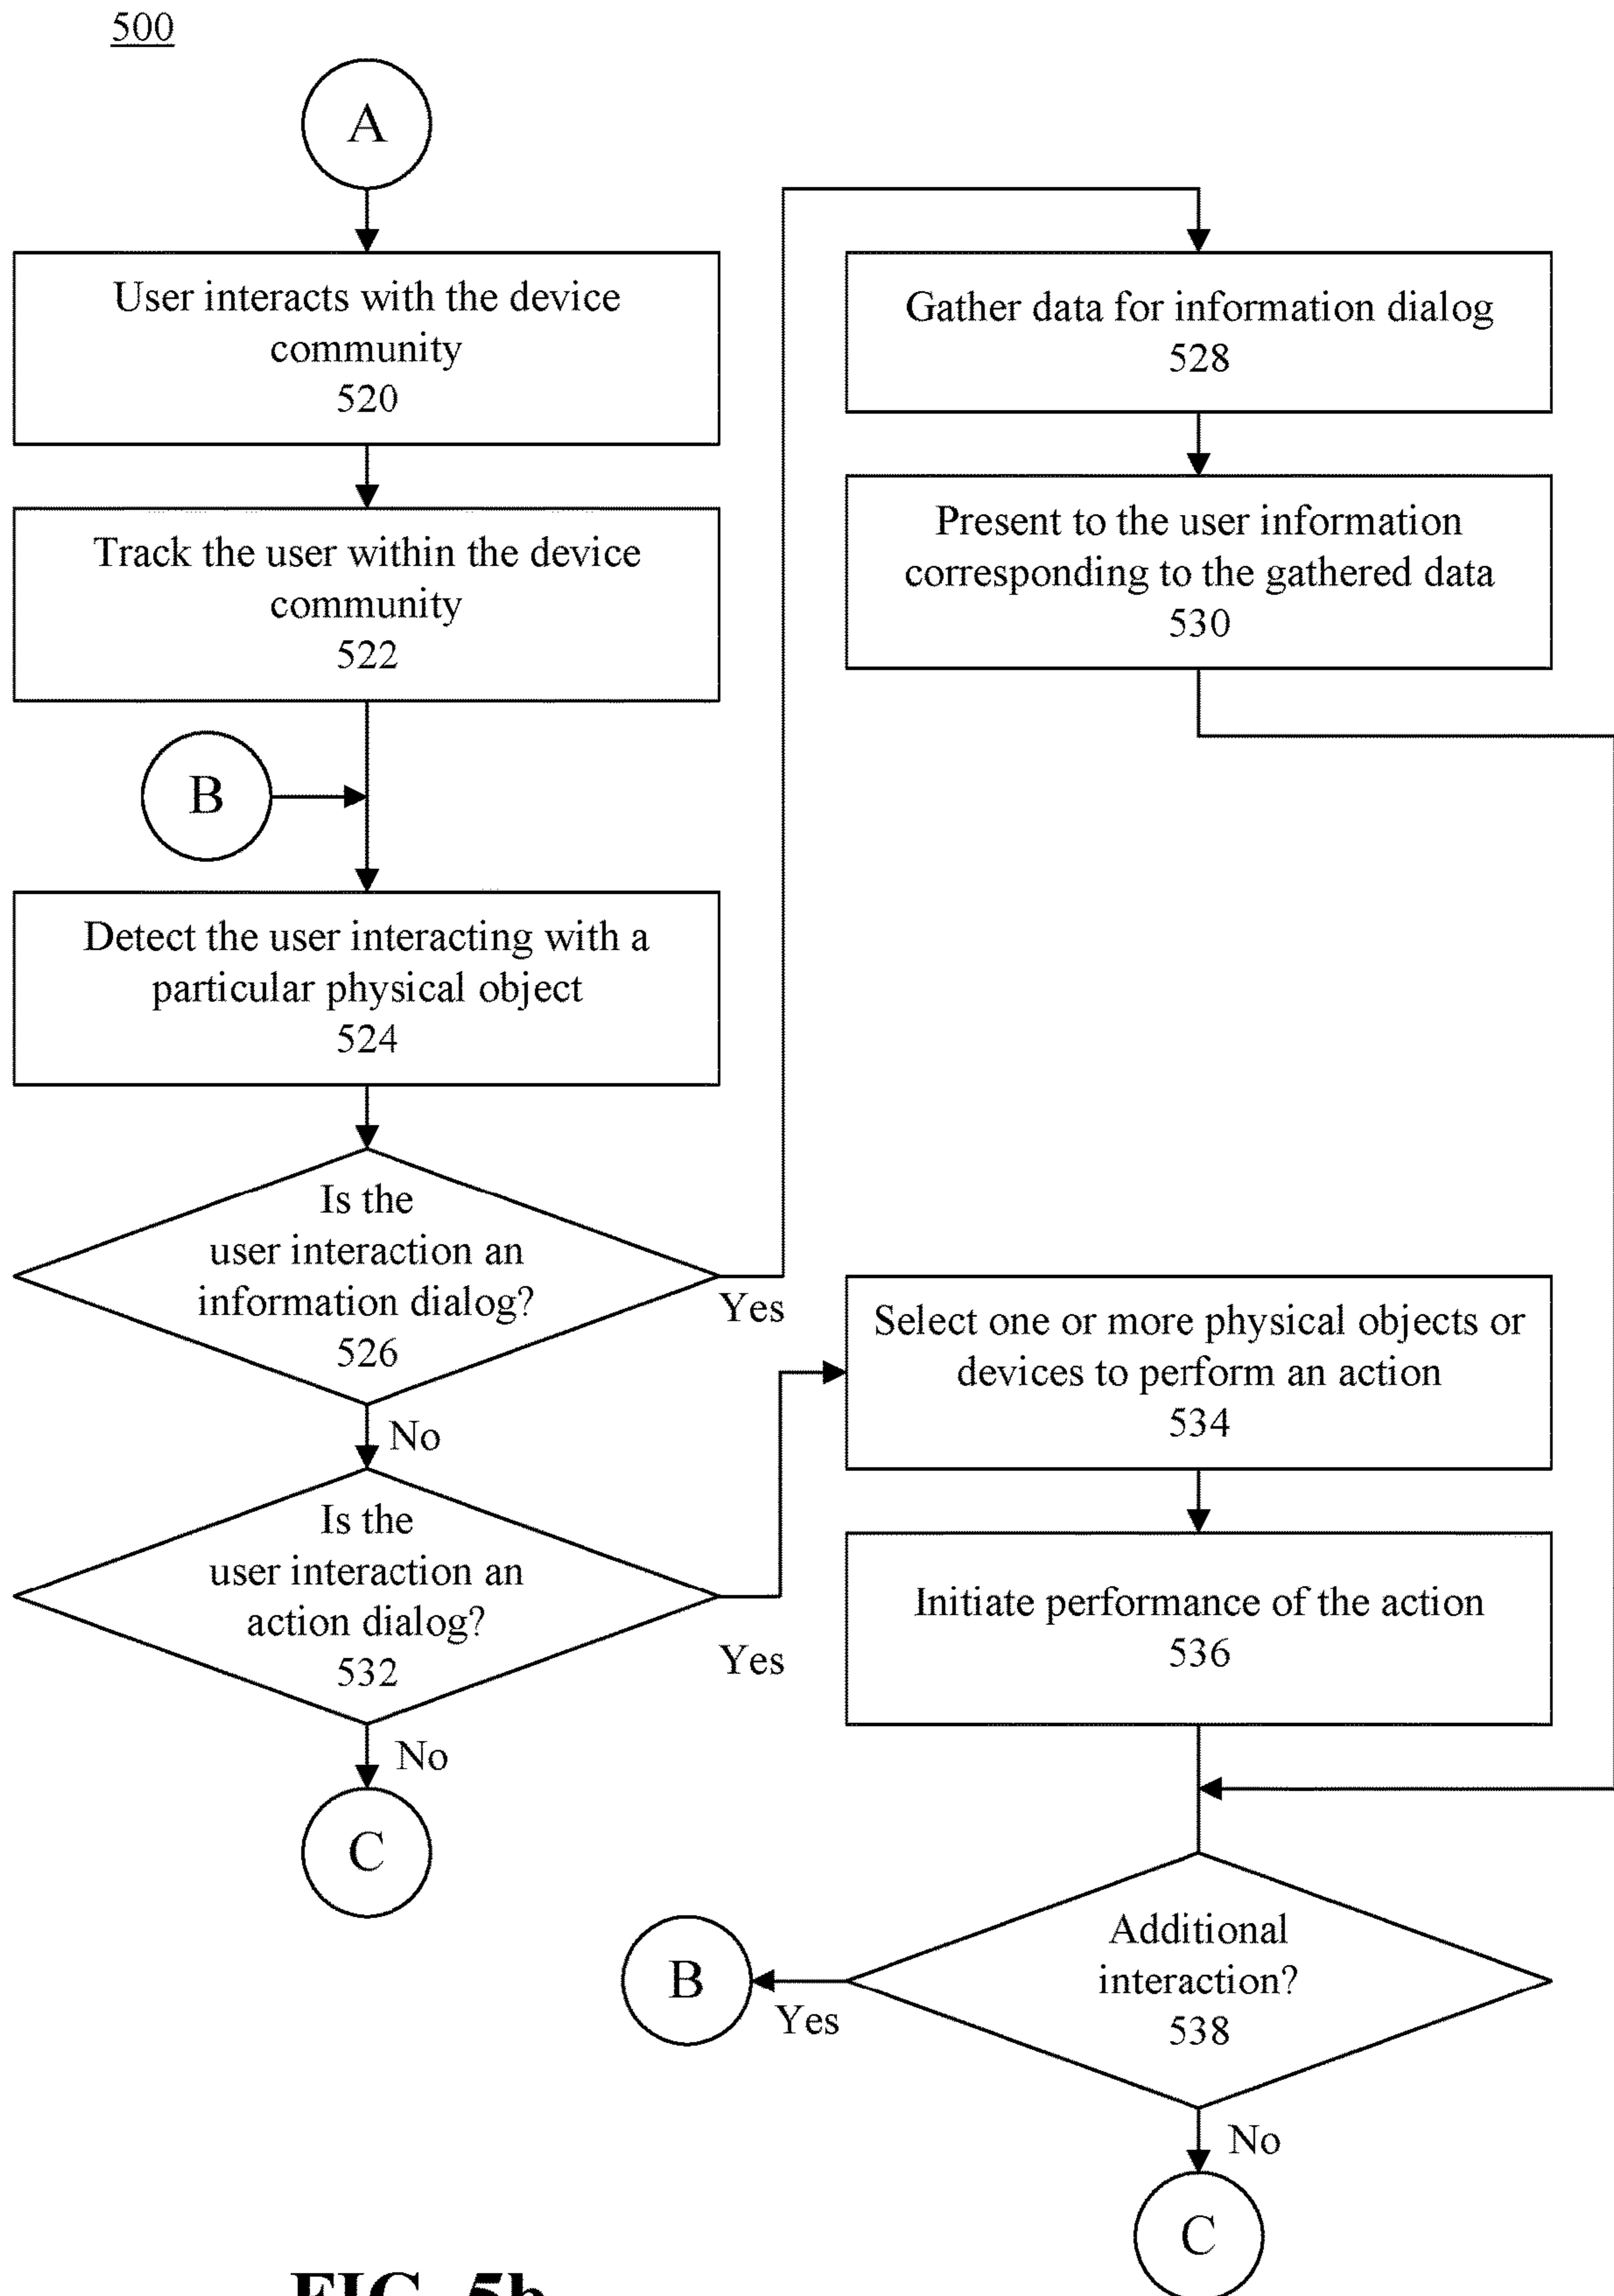 500
A
User interacts with the device
community
520
Track the user within the device
community
522
B
Detect the user interacting with a
particular physical object
524
Is the
user interaction an
information dialog?
526
Yes
No
Is the
user interaction an
action dialog?
532
Yes
No
C
Gather data for information dialog
528
Present to the user information
corresponding to the gathered data
530
Select one or more physical objects or
devices to perform an action
534
Initiate performance of the action
536
Additional
interaction?
538
B
Yes
No
C
FIG. 5b